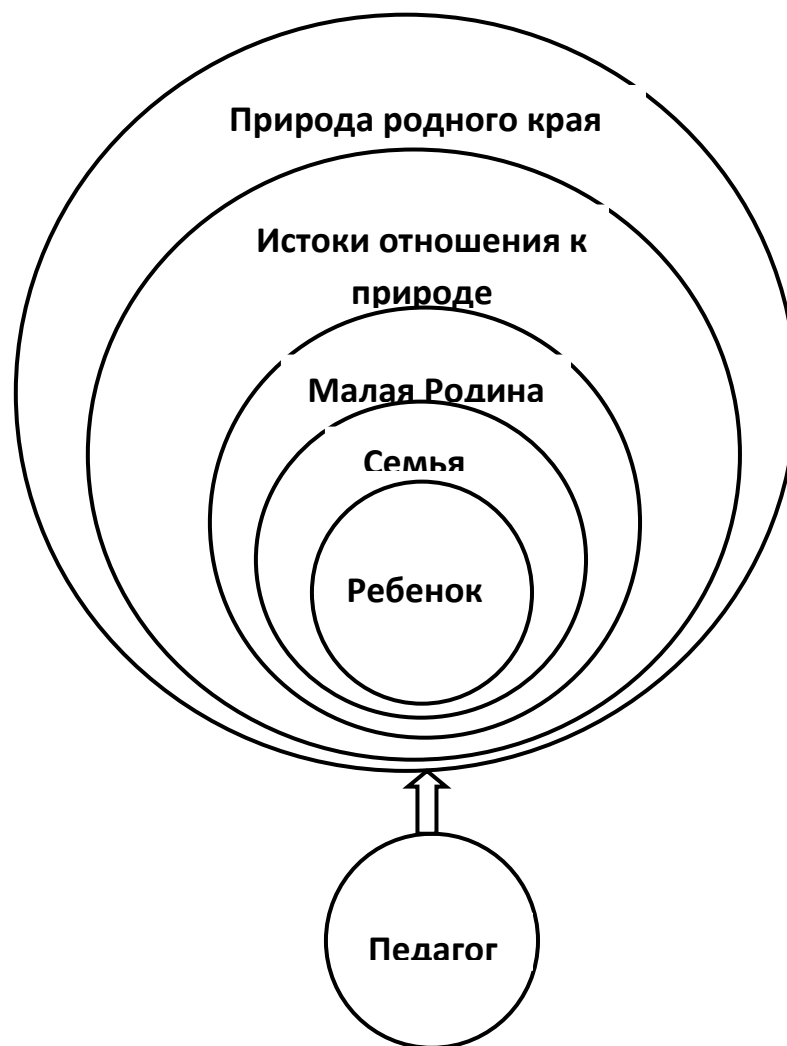 Природа родного края
Истоки отношения к
природе
Малая Родина
Семья
Ребенок
Педагог